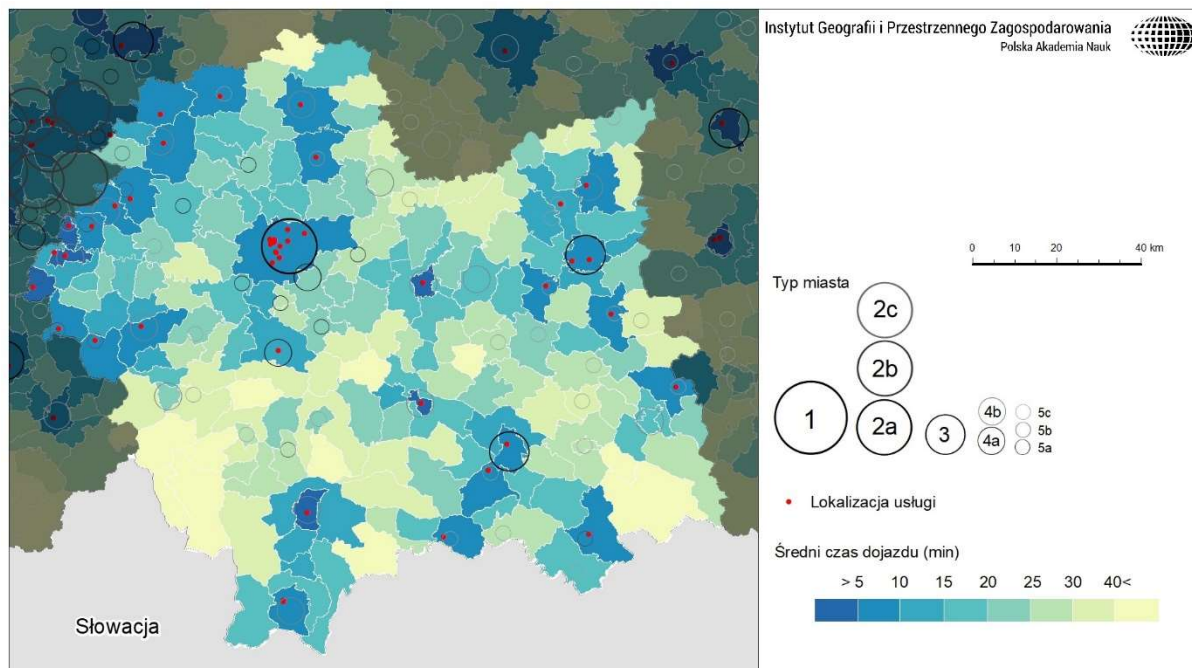 Instytut Geografii i Przestrzennego Zagospodarowania
Polska Akademia Nauk
0 10 20 40 km
Typ miasta
2c
2b
1
2a
3
4b
4a
5c
5b
5a
Lokalizacja usługi
Średni czas dojazdu (min)
> 5 10 15 20 25 30 40<
Słowacja